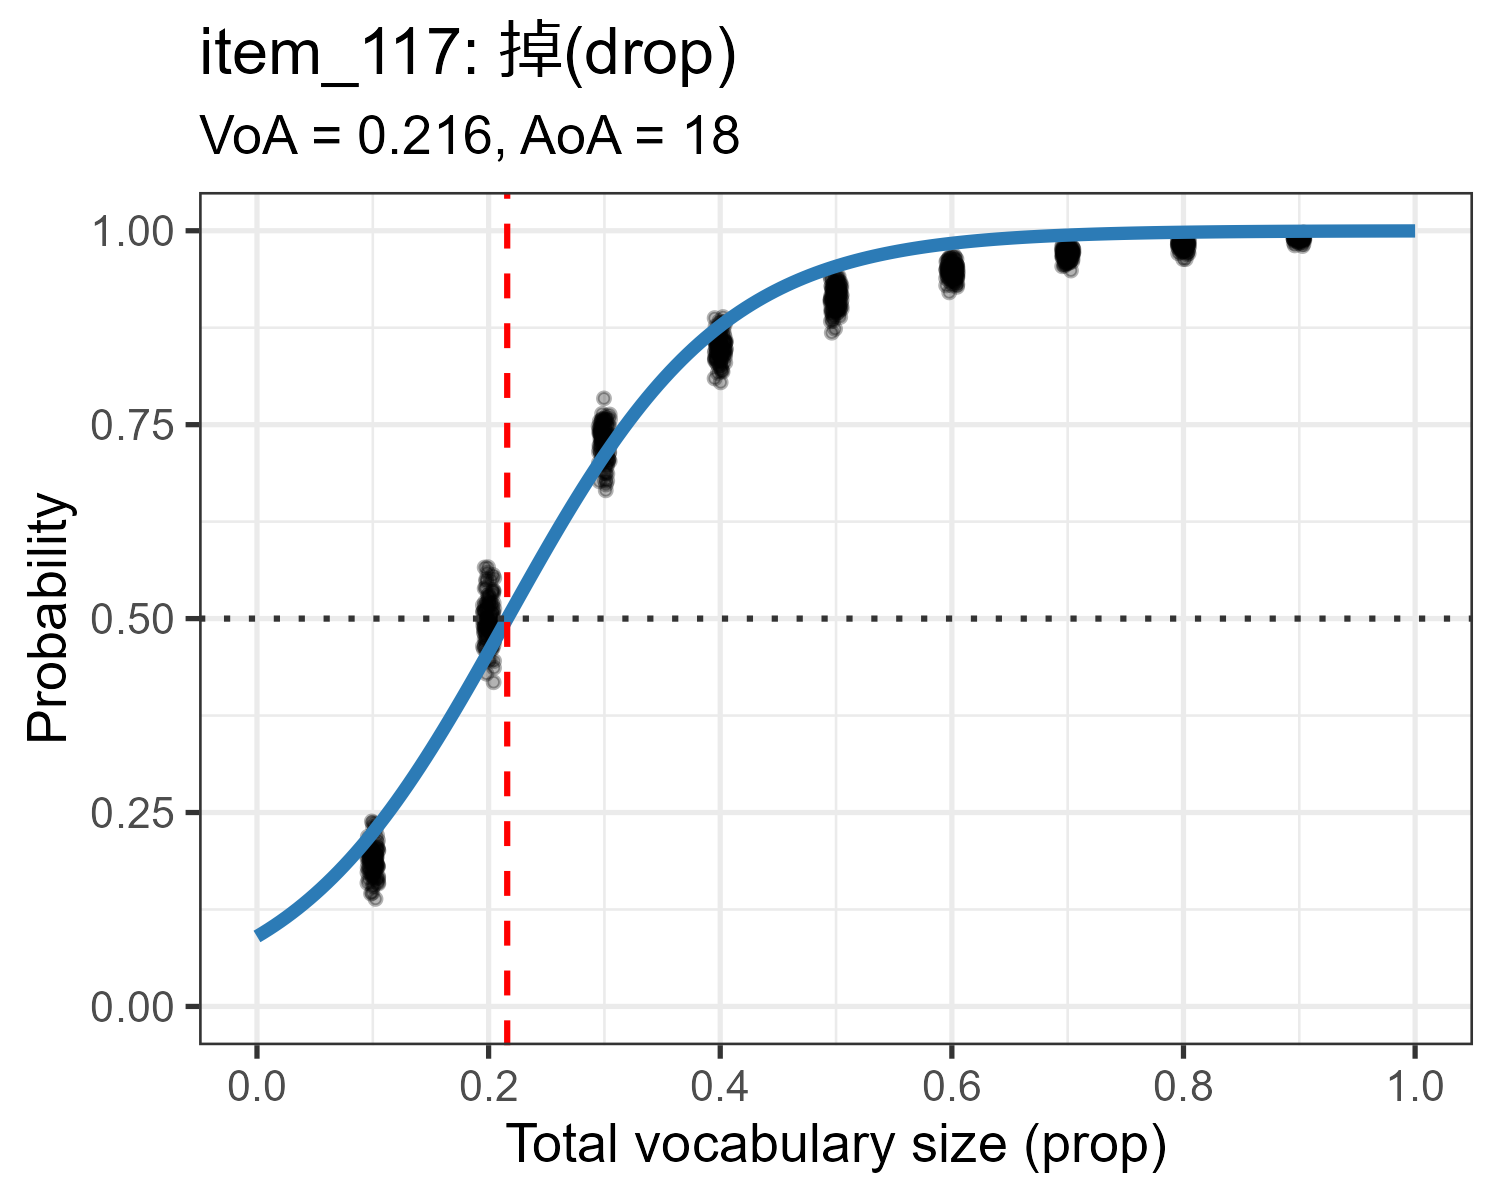 item_117: 掉(drop)
VoA = 0.216, AoA = 18
1.00
0.75
0.50
0.25
0.00
Probability
0.0 0.2 0.4 0.6 0.8 1.0
Total vocabulary size (prop)